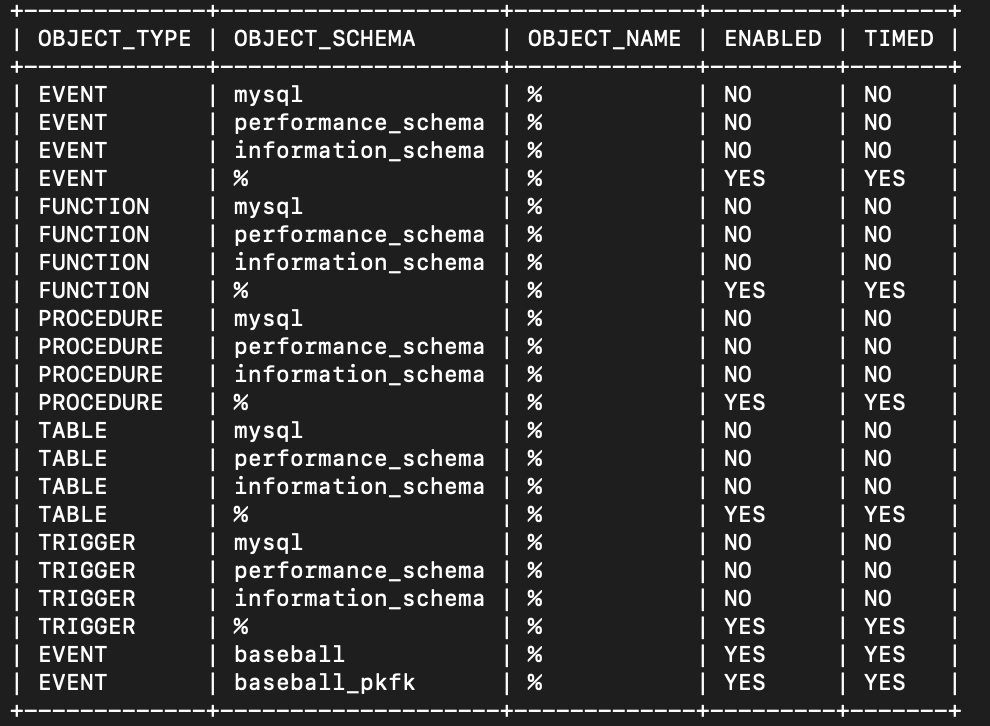 +-------------+--------------------+-------------+---------+-------+
| OBJECT_TYPE | OBJECT_SCHEMA      | OBJECT_NAME | ENABLED | TIMED |
+-------------+--------------------+-------------+---------+-------+
| EVENT       | mysql              | %           | NO      | NO    |
| EVENT       | performance_schema | %           | NO      | NO    |
| EVENT       | information_schema | %           | NO      | NO    |
| EVENT       | %                  | %           | YES     | YES   |
| FUNCTION    | mysql              | %           | NO      | NO    |
| FUNCTION    | performance_schema | %           | NO      | NO    |
| FUNCTION    | information_schema | %           | NO      | NO    |
| FUNCTION    | %                  | %           | YES     | YES   |
| PROCEDURE   | mysql              | %           | NO      | NO    |
| PROCEDURE   | performance_schema | %           | NO      | NO    |
| PROCEDURE   | information_schema | %           | NO      | NO    |
| PROCEDURE   | %                  | %           | YES     | YES   |
| TABLE       | mysql              | %           | NO      | NO    |
| TABLE       | performance_schema | %           | NO      | NO    |
| TABLE       | information_schema | %           | NO      | NO    |
| TABLE       | %                  | %           | YES     | YES   |
| TRIGGER     | mysql              | %           | NO      | NO    |
| TRIGGER     | performance_schema | %           | NO      | NO    |
| TRIGGER     | information_schema | %           | NO      | NO    |
| TRIGGER     | %                  | %           | YES     | YES   |
| EVENT       | baseball           | %           | YES     | YES   |
| EVENT       | baseball_pkfk      | %           | YES     | YES   |
+-------------+--------------------+-------------+---------+-------+